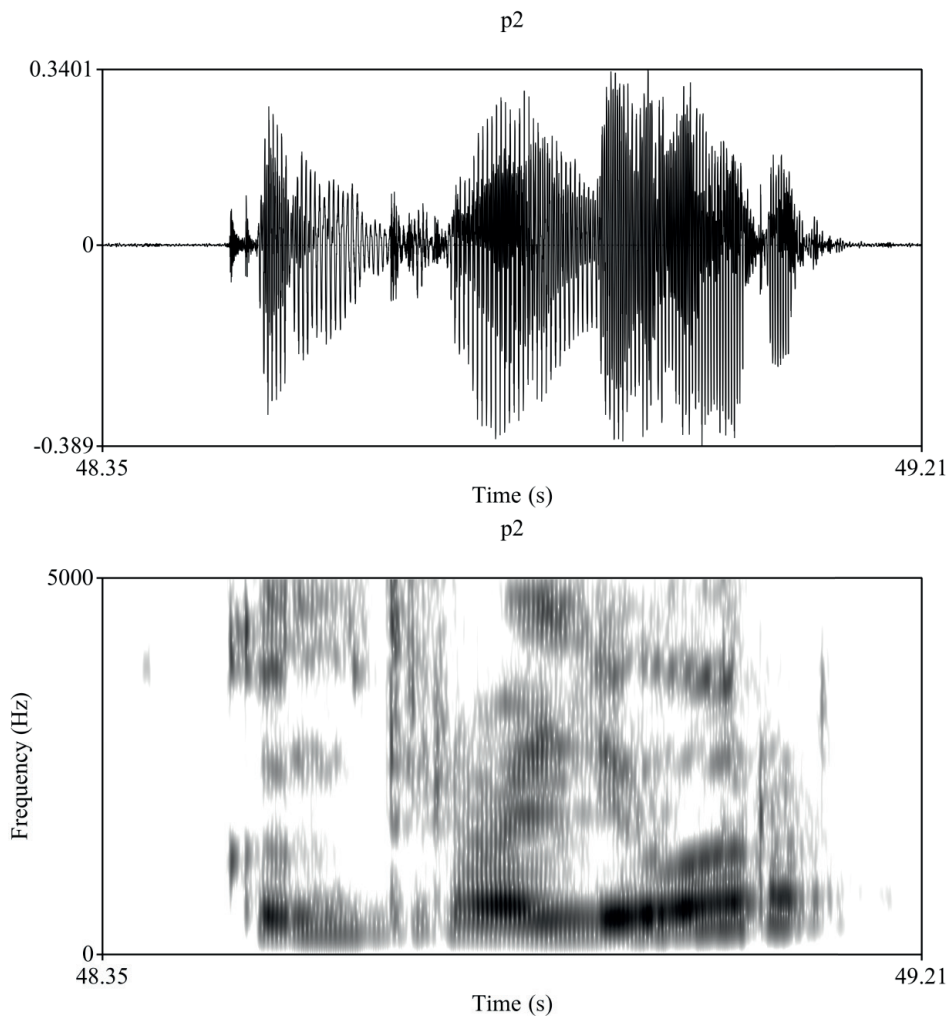 p2
0.3401
0
-0.389
48.35
49.21
Time (s)
p2
5000
Frequency (Hz)
0
48.35
49.21
Time (s)